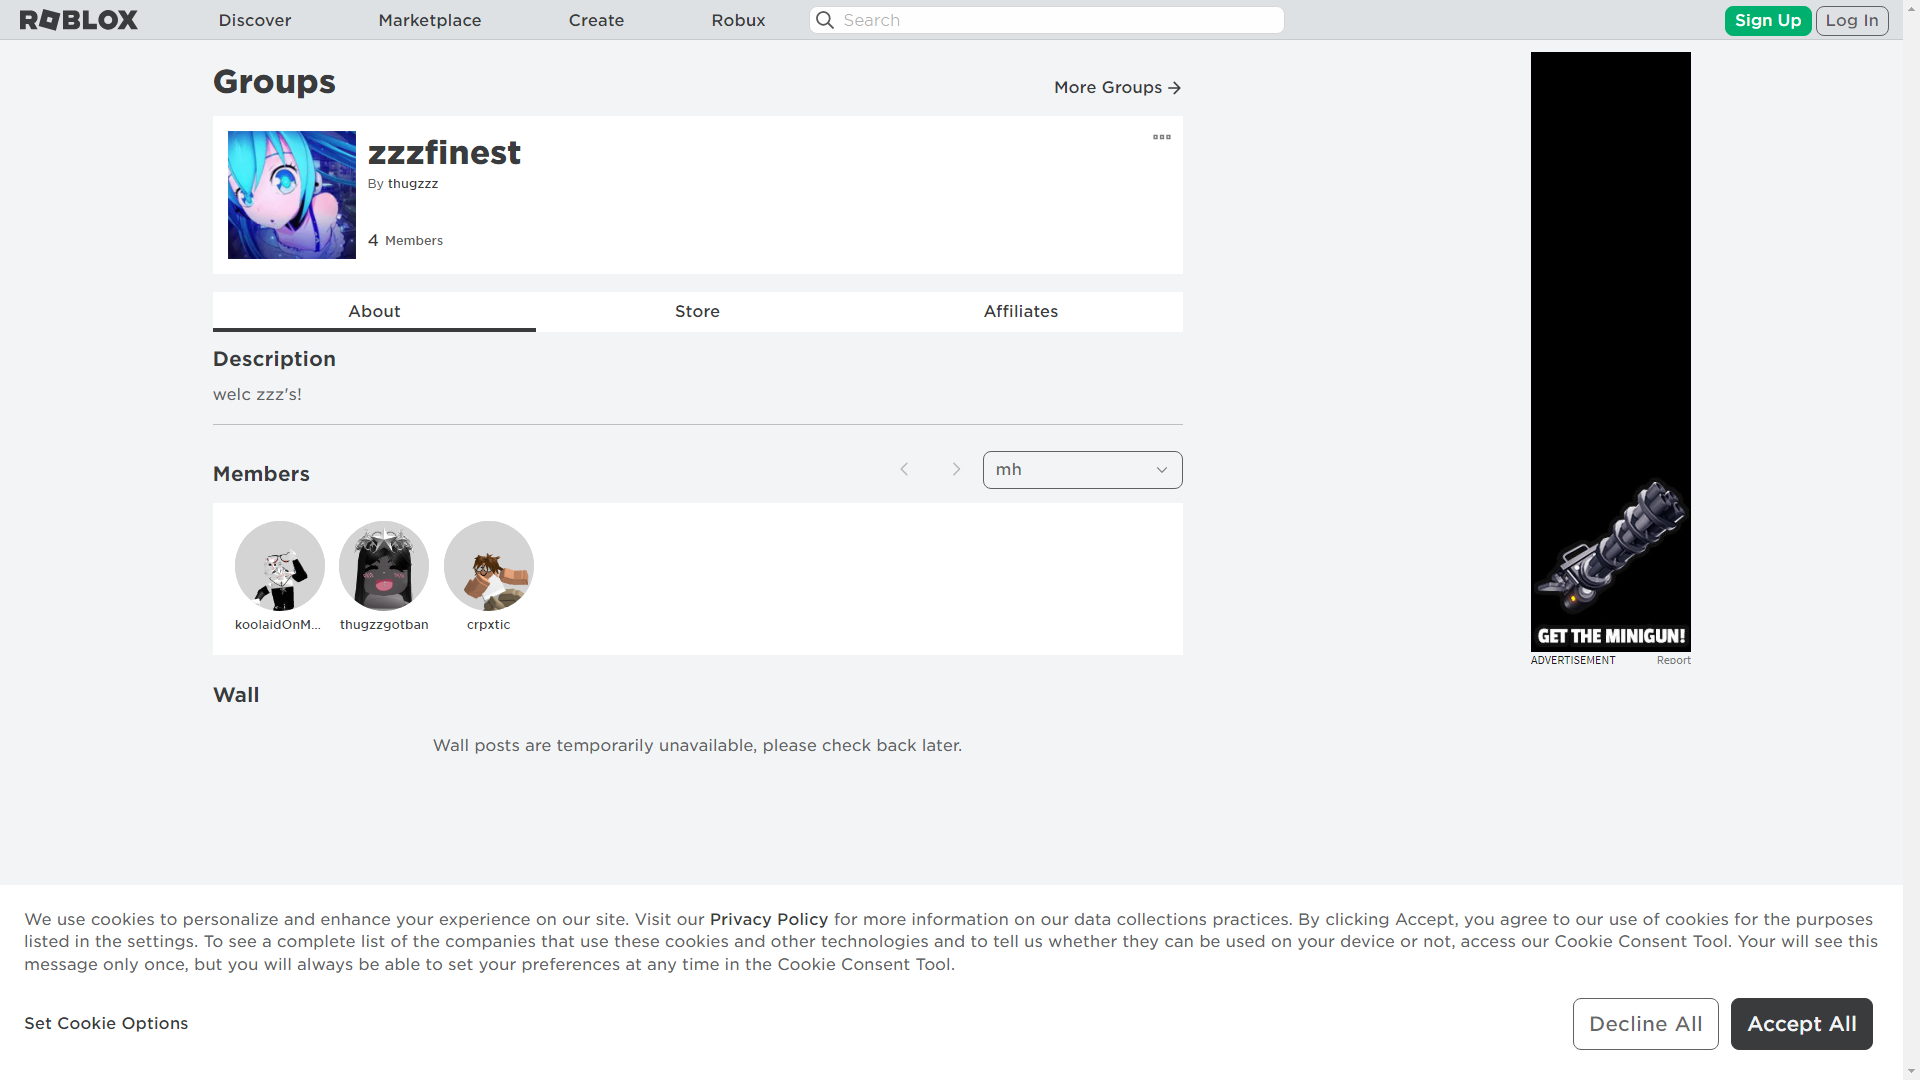 ROBLOX
Discover
Marketplace
Create
Robux
Search
Sign Up
Log In
Groups
More Groups
zzzfinest
By thugzzz
4 Members
About
Store
Affiliates
Description
welc zzz's!
Members
mh
koolaidOnM...
thugzzgotban
crpxtic
GET THE MINIGUN!
ADVERTISEMENT
Report
Wall
Wall posts are temporarily unavailable, please check back later.
We use cookies to personalize and enhance your experience on our site. Visit our Privacy Policy for more information on our data collections practices. By clicking Accept, you agree to our use of cookies for the purposes
listed in the settings. To see a complete list of the companies that use these cookies and other technologies and to tell us whether they can be used on your device or not, access our Cookie Consent Tool. Your will see this
message only once, but you will always be able to set your preferences at any time in the Cookie Consent Tool.
Set Cookie Options
Decline All
Accept All